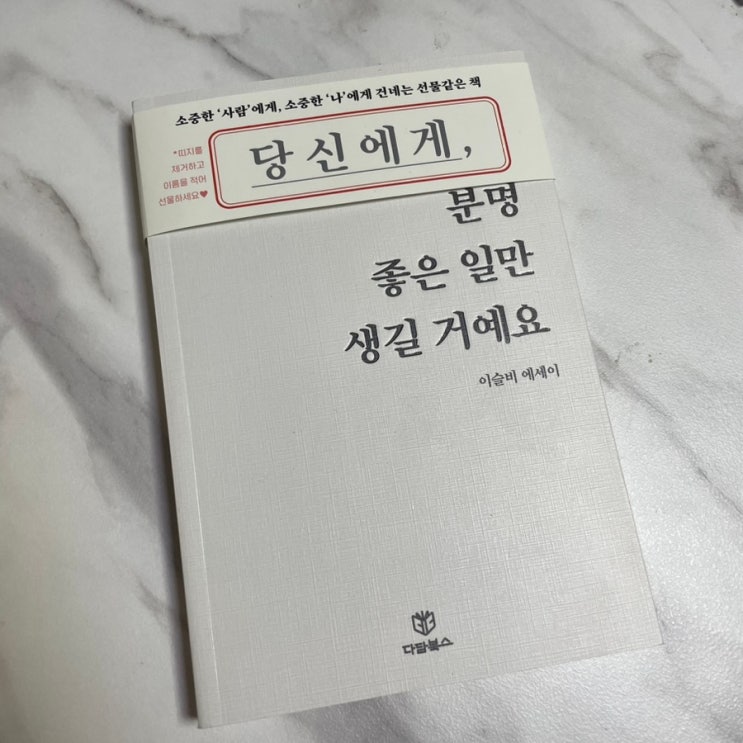 소중한 '사람'에게, 소중한 '나'에게 건네는 선물같은 책
*띠지를
제거하고
이름을 적어
선물하세요♥
당신에게,
분명
좋은 일만
생길 거예요
이슬비 에세이
다담북스